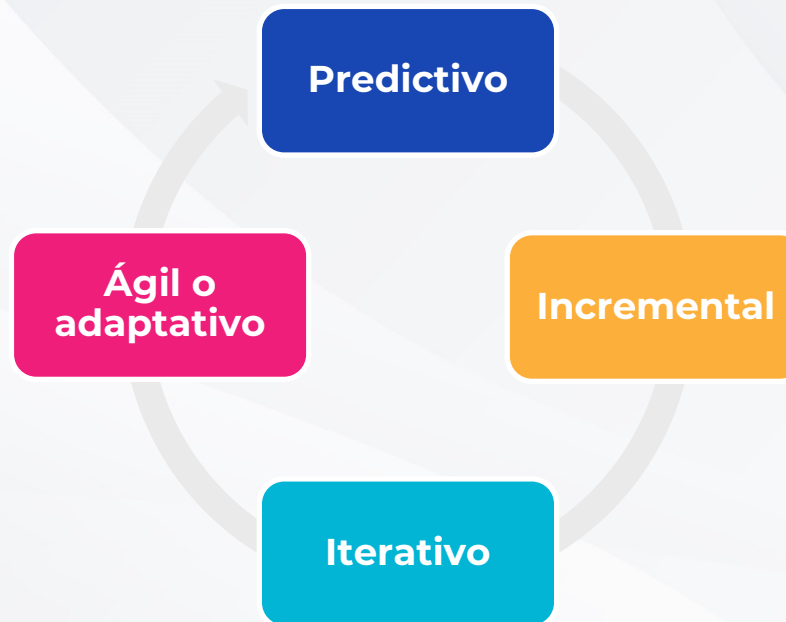 Predictivo
Ágil o
adaptativo
Incremental
Iterativo